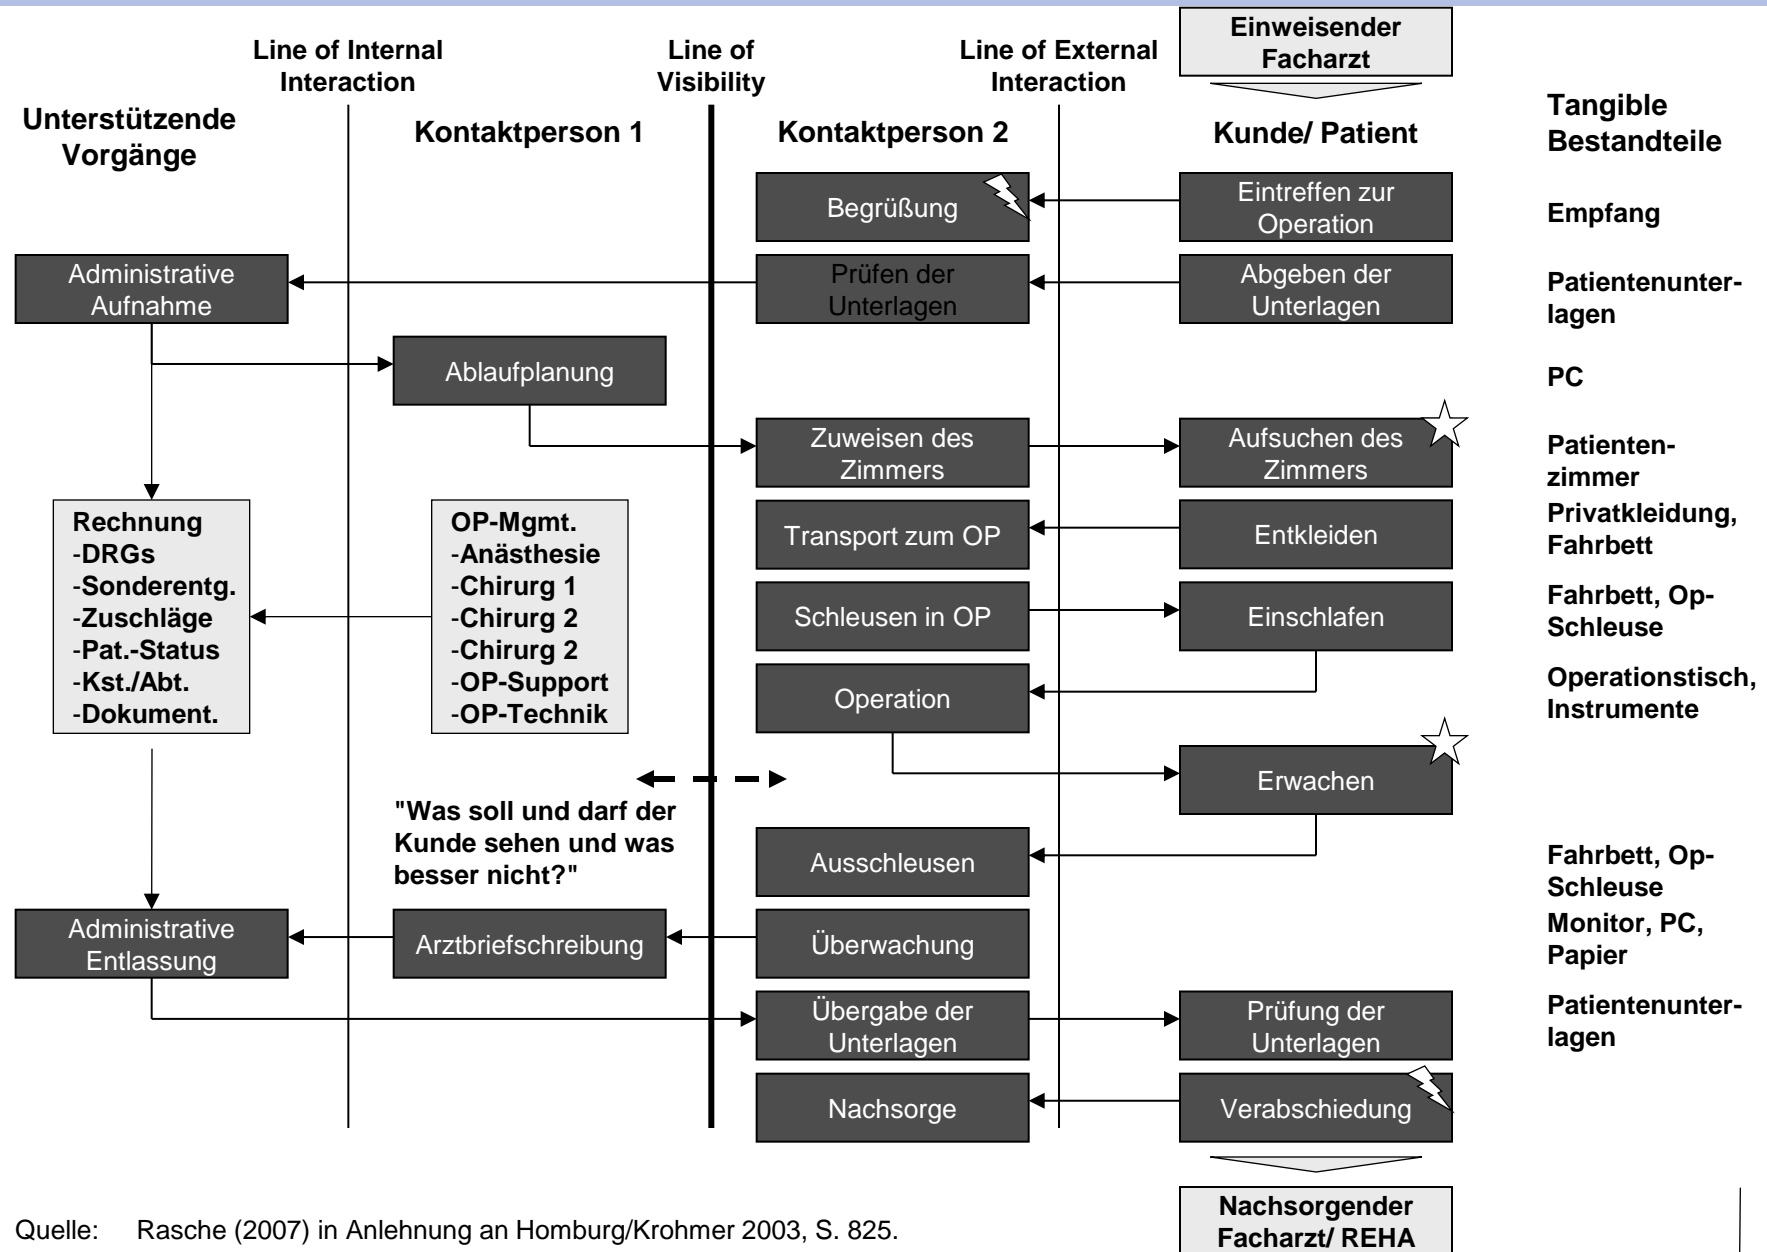 Einweisender
Facharzt
Line of Internal
Interaction
Line of
Visibility
Line of External
Interaction
Unterstützende
Vorgänge
Kontaktperson 1
Kontaktperson 2
Kunde/ Patient
Tangible
Bestandteile
Begrüßung
Eintreffen zur
Operation
Empfang
Administrative
Aufnahme
Prüfen der
Unterlagen
Abgeben der
Unterlagen
Patientenunter-
lagen
Ablaufplanung
PC
Zuweisen des
Zimmers
Aufsuchen des
Zimmers
Patienten-
zimmer
Rechnung
-DRGs
-Sonderentg.
-Zuschläge
-Pat.-Status
-Kst./Abt.
-Dokument.
OP-Mgmt.
-Anästhesie
-Chirurg 1
-Chirurg 2
-Chirurg 2
-OP-Support
-OP-Technik
Transport zum OP
Entkleiden
Privatkleidung,
Fahrbett
Schleusen in OP
Einschlafen
Fahrbett, Op-
Schleuse
Operation
Operationstisch,
Instrumente
Erwachen
"Was soll und darf der
Kunde sehen und was
besser nicht?"
Ausschleusen
Fahrbett, Op-
Schleuse
Administrative
Entlassung
Arztbriefschreibung
Überwachung
Monitor, PC,
Papier
Übergabe der
Unterlagen
Prüfung der
Unterlagen
Patientenunter-
lagen
Nachsorge
Verabschiedung
Nachsorgender
Facharzt/ REHA
Quelle: Rasche (2007) in Anlehnung an Homburg/Krohmer 2003, S. 825.